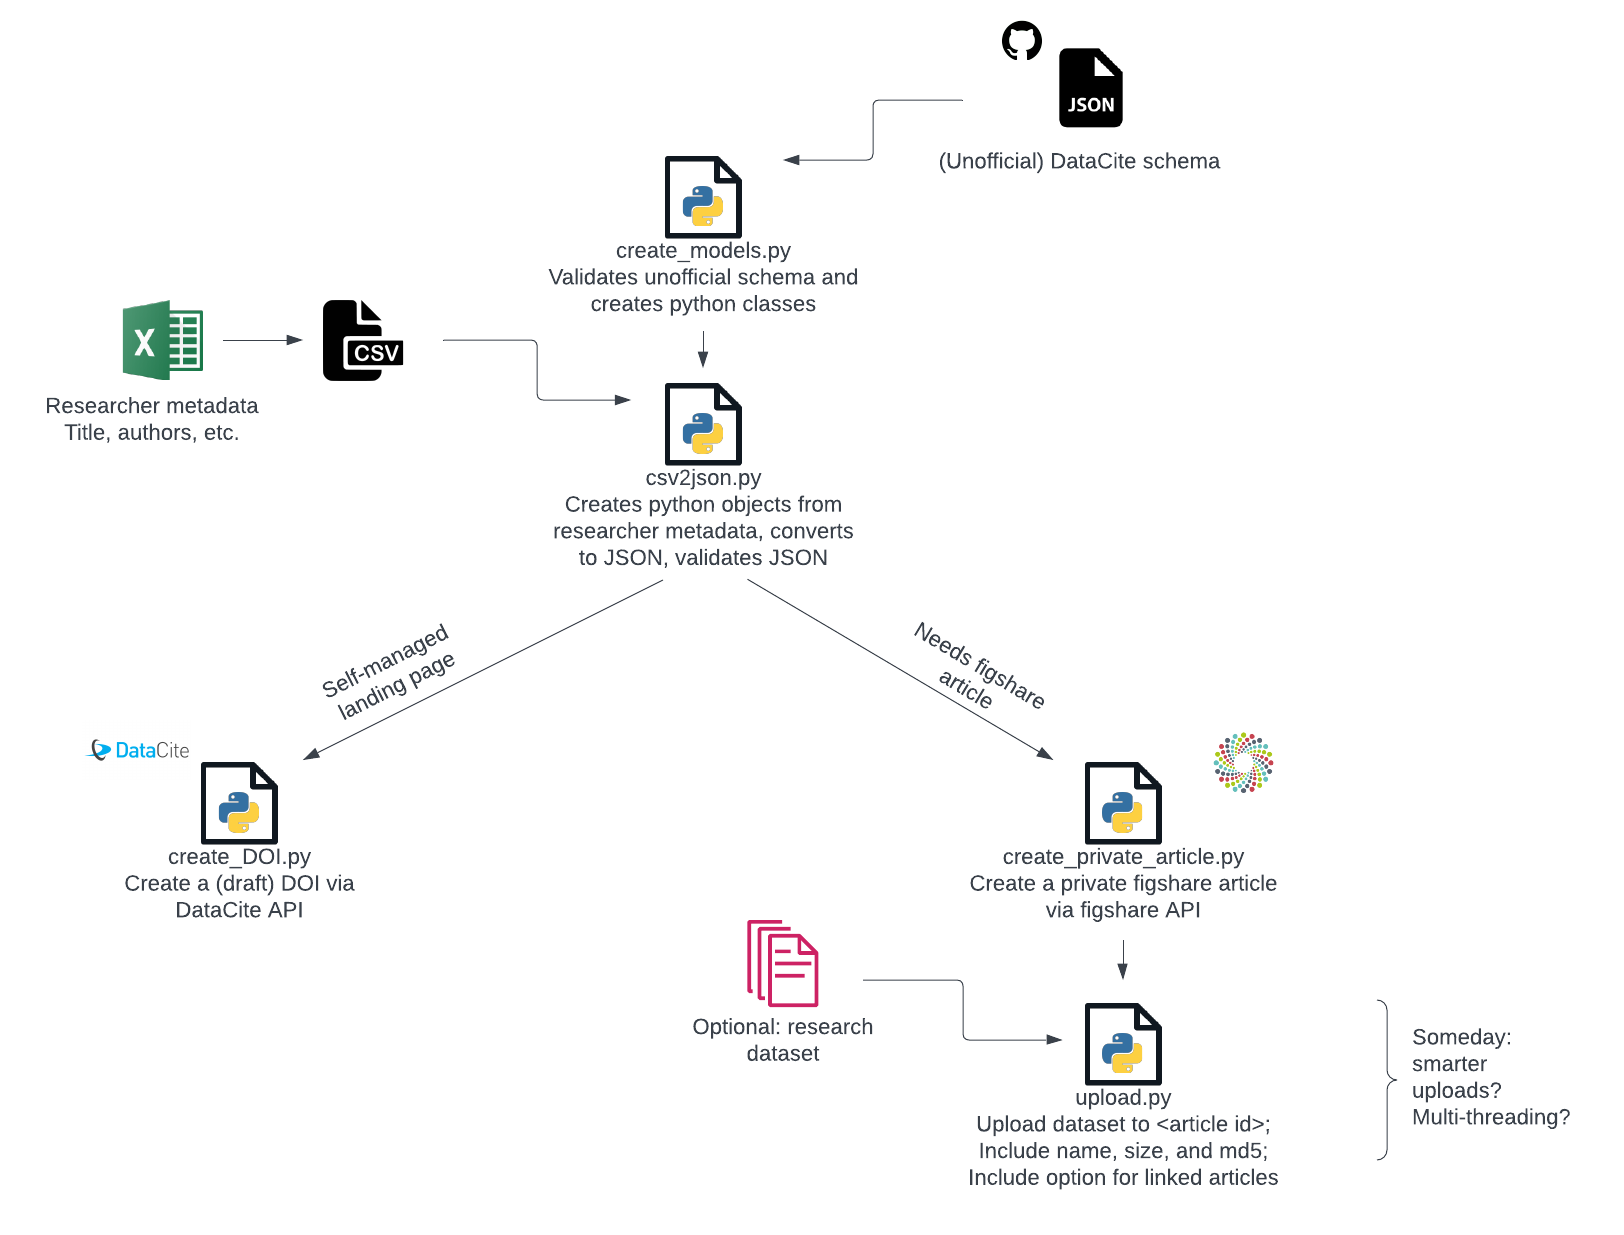 JSON
(Unofficial) DataCite schema
create_models.py
Validates unofficial schema and
creates python classes
X
CSV
Researcher metadata
Title, authors, etc.
csv2json.py
Creates python objects from
researcher metadata, converts
to JSON, validates JSON
Self-managed
landing page
Needs figshare
article
DataCite
create_DOI.py
Create a (draft) DOI via
DataCite API
create_private_article.py
Create a private figshare article
via figshare API
Optional: research
dataset
upload.py
Upload dataset to <article id>;
Include name, size, and md5;
Include option for linked articles
Someday:
smarter
uploads?
Multi-threading?